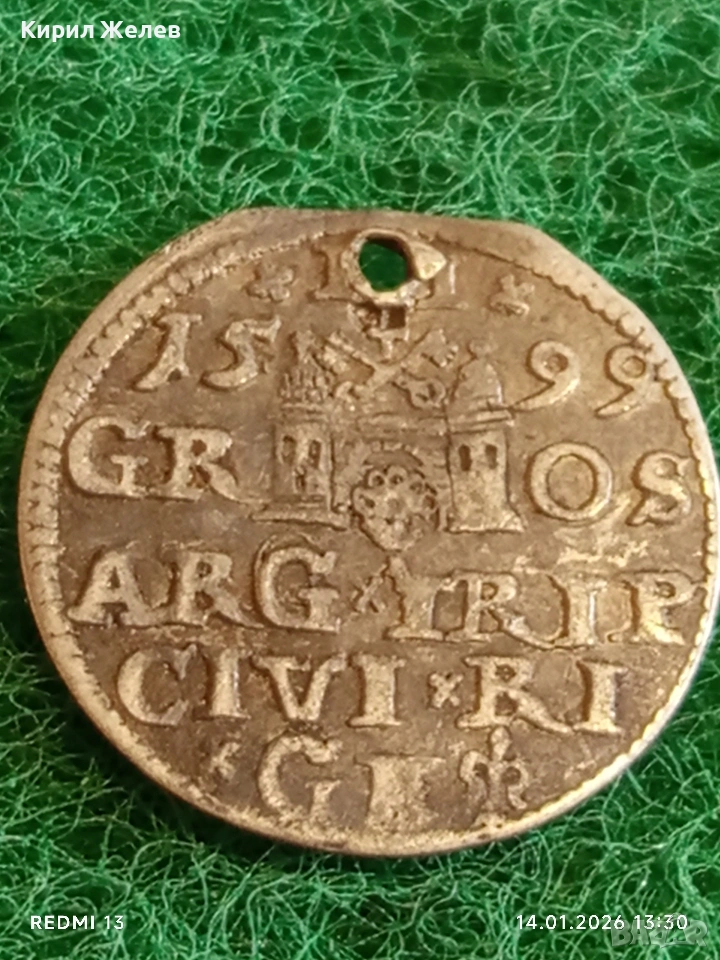 Кирил Желев
15 99
GR OS
ARG TRIP
CIVI RI
GE
REDMI 13
14.01.2026 13:30